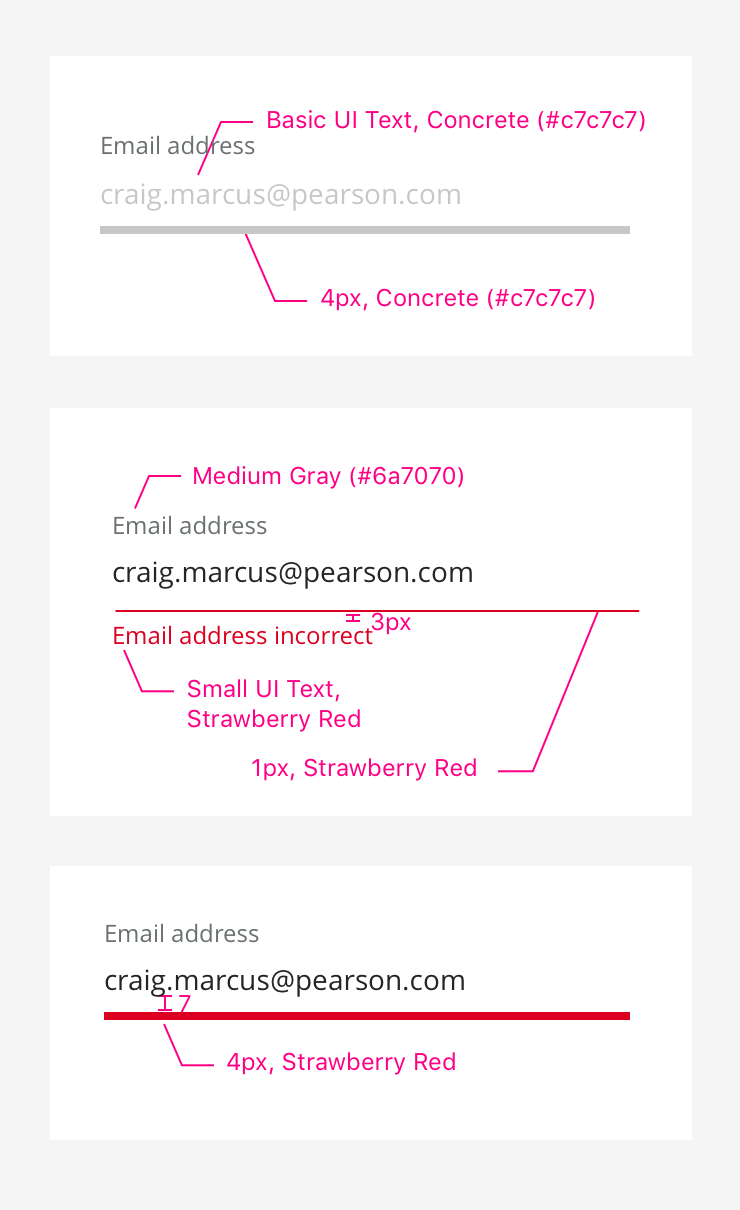 Basic UI Text, Concrete (#c7c7c7)
Email address
craig.marcus@pearson.com
4px, Concrete (#c7c7c7)
Medium Gray (#6a7070)
Email address
craig.marcus@pearson.com
3px
Email address incorrect
Small UI Text,
Strawberry Red
1px, Strawberry Red
Email address
craig.marcus@pearson.com
7
4px, Strawberry Red